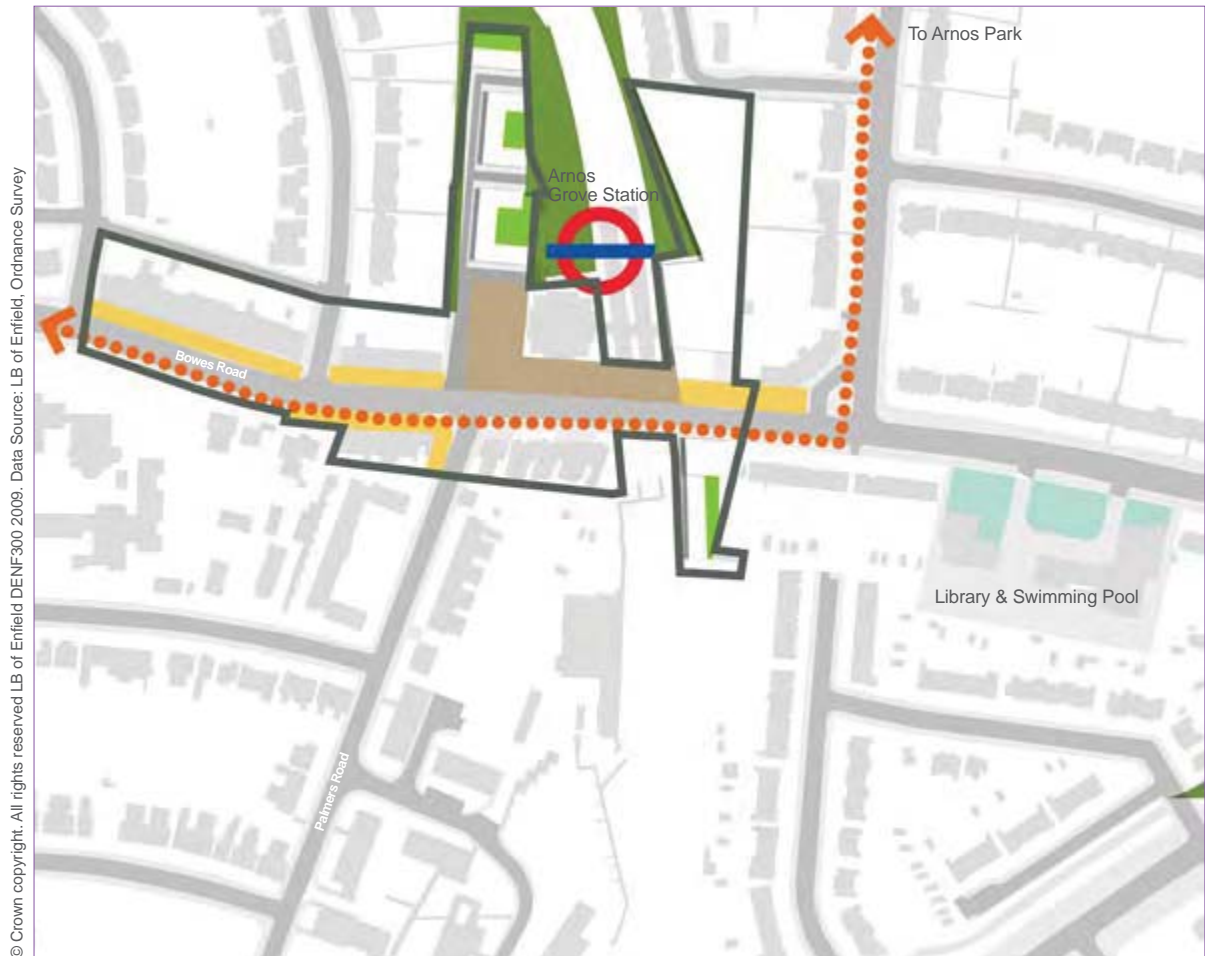 To Arnos Park
Arnos
Grove Station
Bowes Road
Library & Swimming Pool
Palmers Road
© Crown copyright. All rights reserved LB of Enfield DENF300 2009. Data Source: LB of Enfield, Ordnance Survey